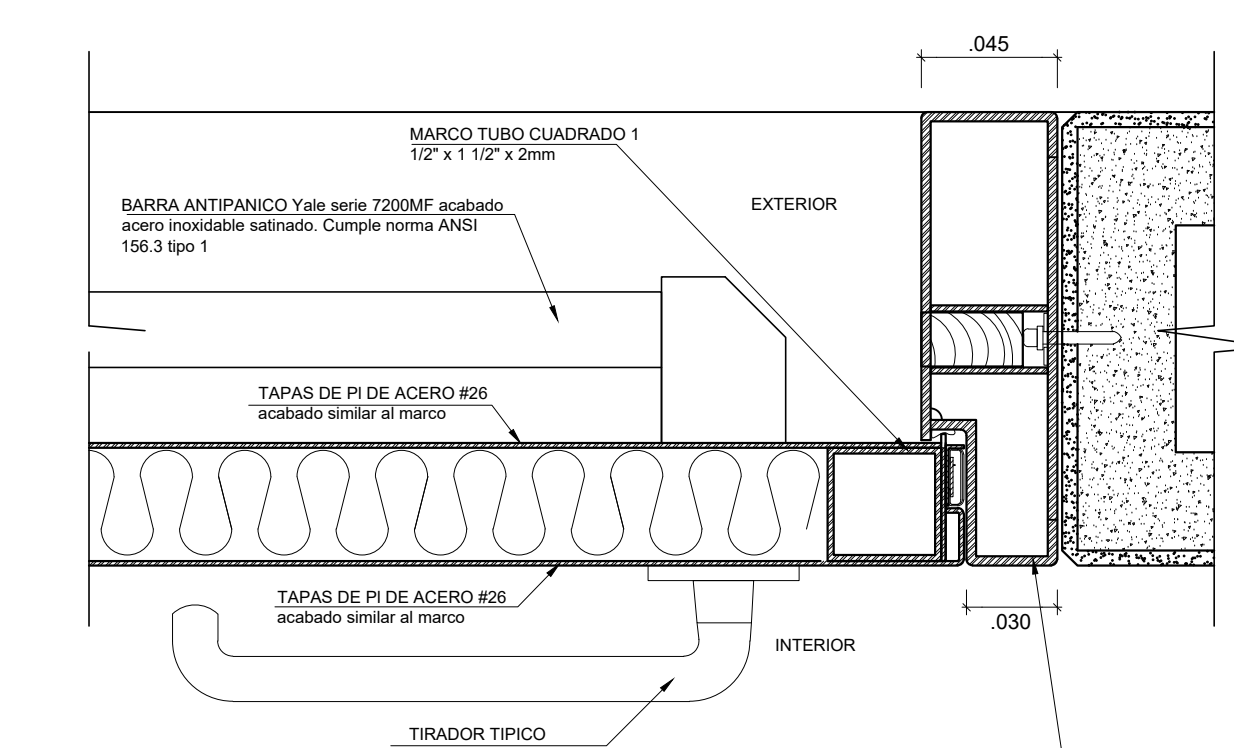 .045
MARCO TUBO CUADRADO 1
1/2" x 1 1/2" x 2mm
EXTERIOR
BARRA ANTIPANICO Yale serie 7200MF acabado
acero inoxidable satinado. Cumple norma ANSI
156.3 tipo 1
TAPAS DE PI DE ACERO #26
acabado similar al marco
TAPAS DE PI DE ACERO #26
acabado similar al marco
.030
INTERIOR
TIRADOR TIPICO